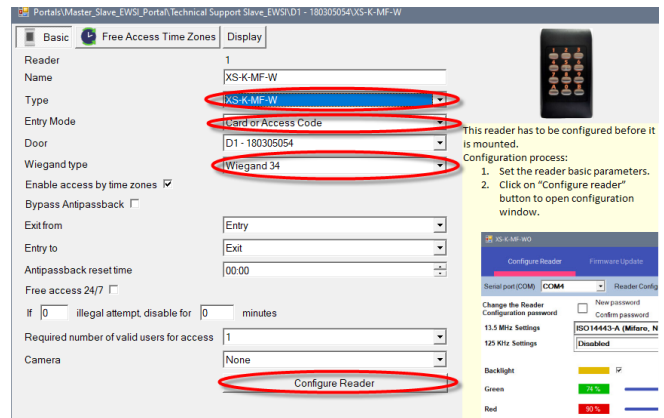 Portals\Master_Slave_EWSI_Portal\Technical Support Slave_EWSI\D1 - 180305054\XS-K-MF-W
Basic Free Access Time Zones Display
Reader 1
Name XS-K-MF-W
Type XS-K-MF-W
Entry Mode Card or Access Code
Door D1 - 180305054
Wiegand type Wiegand 34
Enable access by time zones
Bypass Antipassback
Exit from Entry
Entry to Exit
Antipassback reset time 00:00
Free access 24/7
If 0 illegal attempt, disable for 0 minutes
Required number of valid users for access 1
Camera None
Configure Reader
This reader has to be configured before it
is mounted.
Configuration process:
1. Set the reader basic parameters.
2. Click on “Configure reader”
button to open configuration
window.
XS-K-MF-WO
Configure Reader Firmware Update
Serial port (COM) COM4 Reader Config
Change the Reader
Configuration password
New password
Confirm password
13.5 MHz Settings ISO14443-A (Mifare, N
125 KHz Settings Disabled
Backlight
Green 74 %
Red 90 %